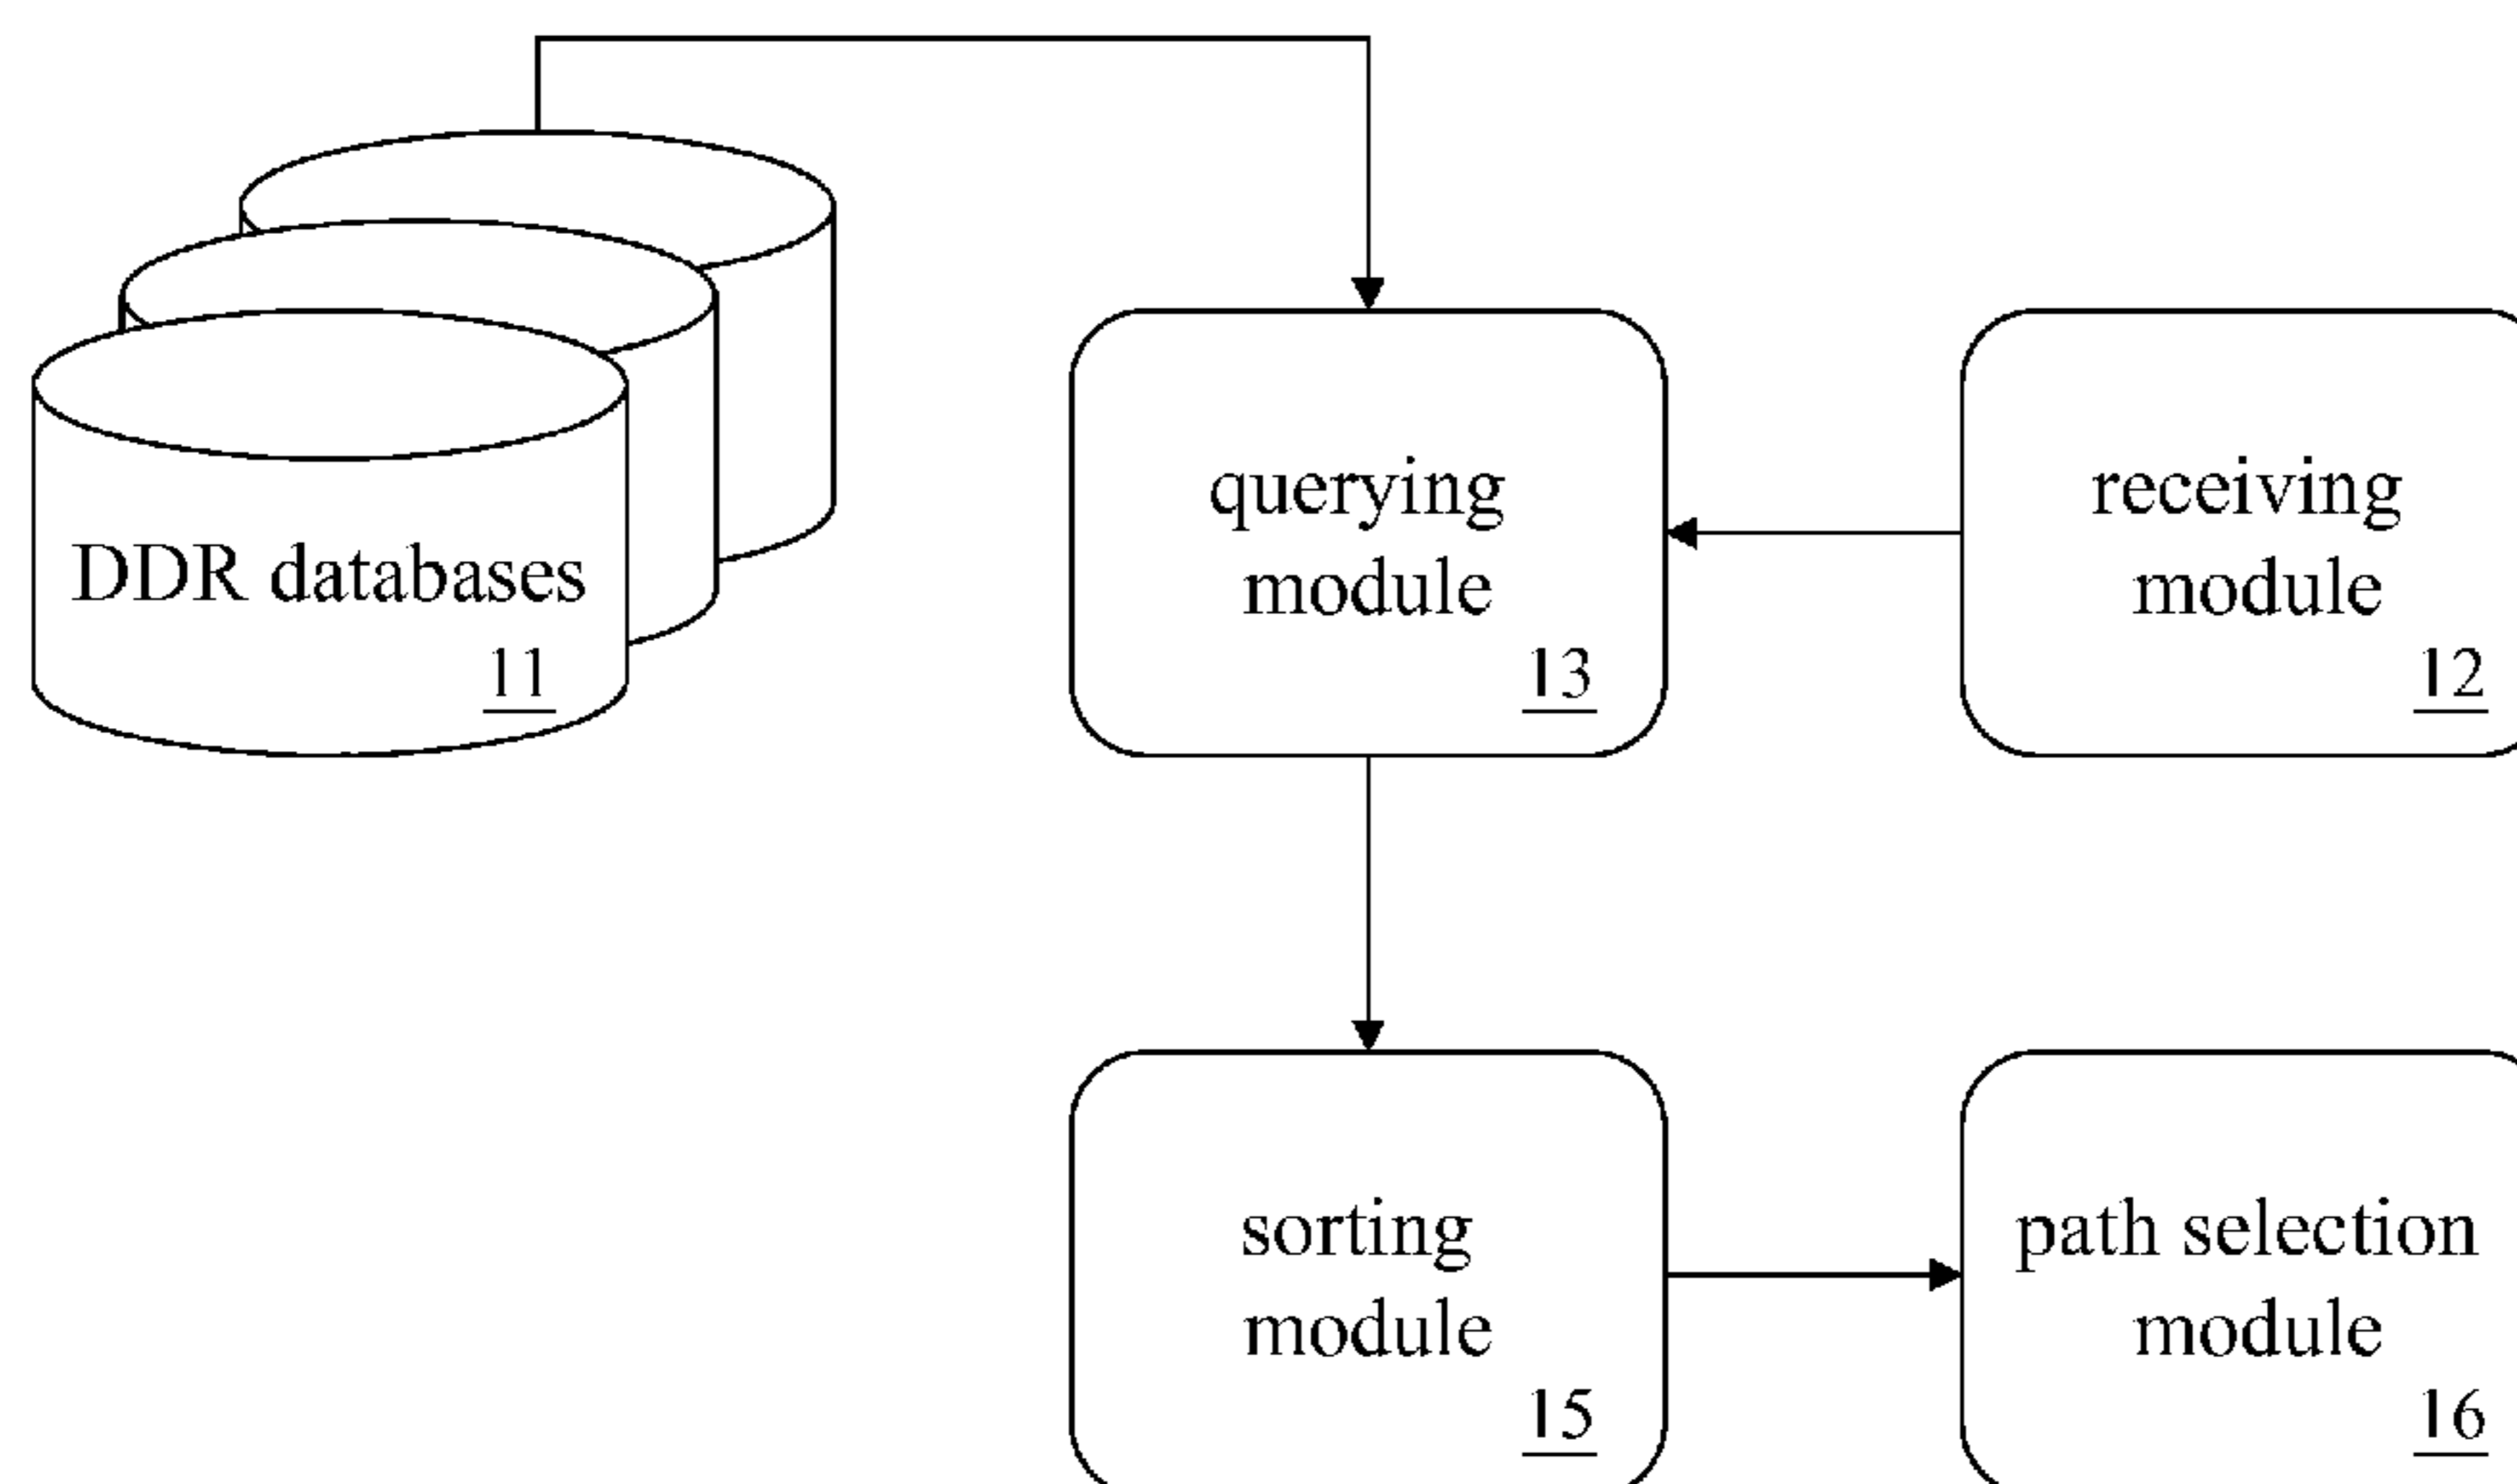 DDR databases
11
querying
module
13
receiving
module
12
sorting
module
15
path selection
module
16